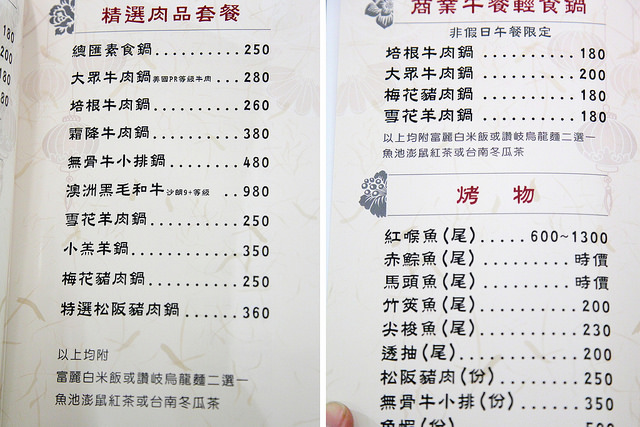 180
200
180
80
精選肉品套餐
總匯素食鍋..........250
大眾牛肉鍋美國PR等級牛肉...280
培根牛肉鍋..........260
霜降牛肉鍋..........380
無骨牛小排鍋........480
澳洲黑毛和牛沙朗9+等級..980
雪花羊肉鍋..........250
小羔羊鍋............350
梅花豬肉鍋..........250
特選松阪豬肉鍋......360
以上均附
富麗白米飯或讚岐烏龍麵二選一
魚池澎鼠紅茶或台南冬瓜茶
商業午餐輕食鍋
非假日午餐限定
培根牛肉鍋..........180
大眾牛肉鍋..........200
梅花豬肉鍋..........180
雪花羊肉鍋..........180
以上均附富麗白米飯或讚岐烏龍麵二選一
魚池澎鼠紅茶或台南冬瓜茶
烤 物
紅喉魚(尾).....600~1300
赤鯮魚(尾)..........時價
馬頭魚(尾)..........時價
竹筴魚(尾)..........200
尖梭魚(尾)..........230
透抽(尾)............200
松阪豬肉(份)........250
無骨牛小排(份)......350